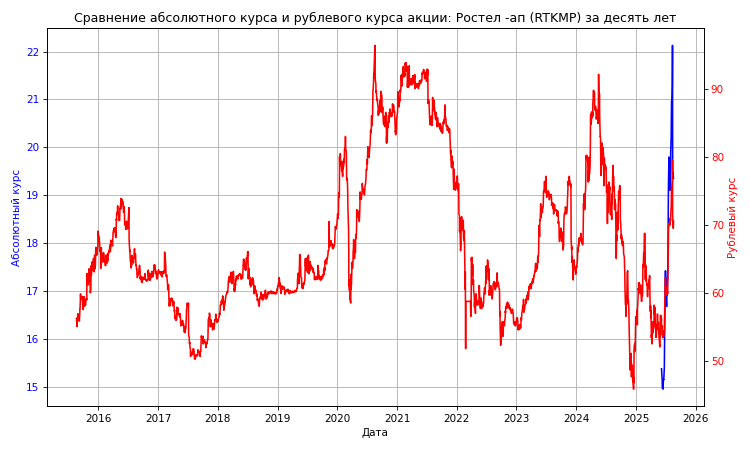 Сравнение абсолютного курса и рублевого курса акции: Ростел -ап (RTKMP) за десять лет
22
21
20
19
18
17
16
15
Абсолютный курс
90
80
70
60
50
Рублевый курс
2016 2017 2018 2019 2020 2021 2022 2023 2024 2025 2026
Дата